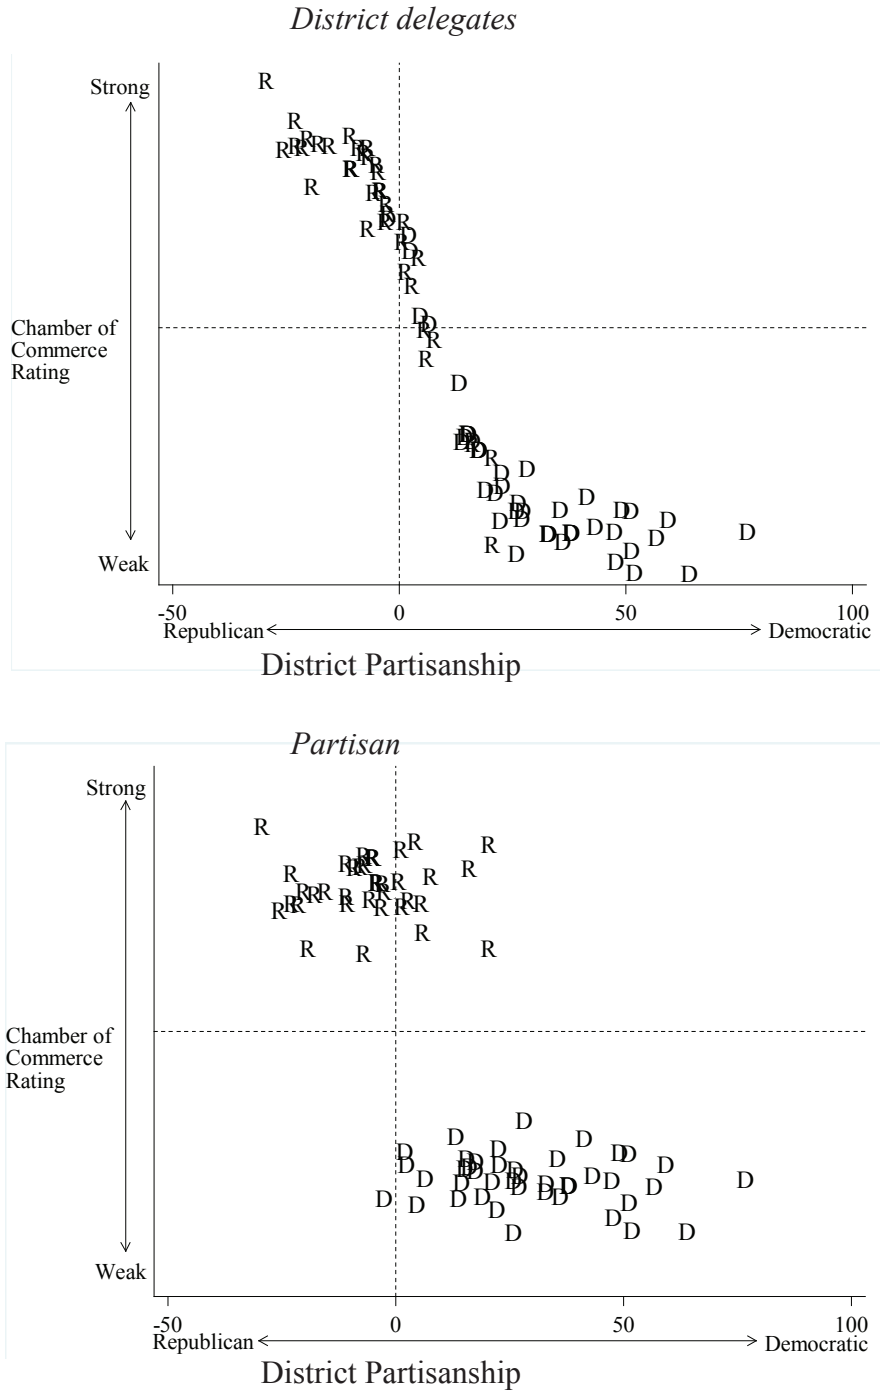 District delegates
Strong
Chamber of
Commerce
Rating
Weak
-50 0 50 100
Republican Democratic
District Partisanship
Partisan
Strong
Chamber of
Commerce
Rating
Weak
-50 0 50 100
Republican Democratic
District Partisanship